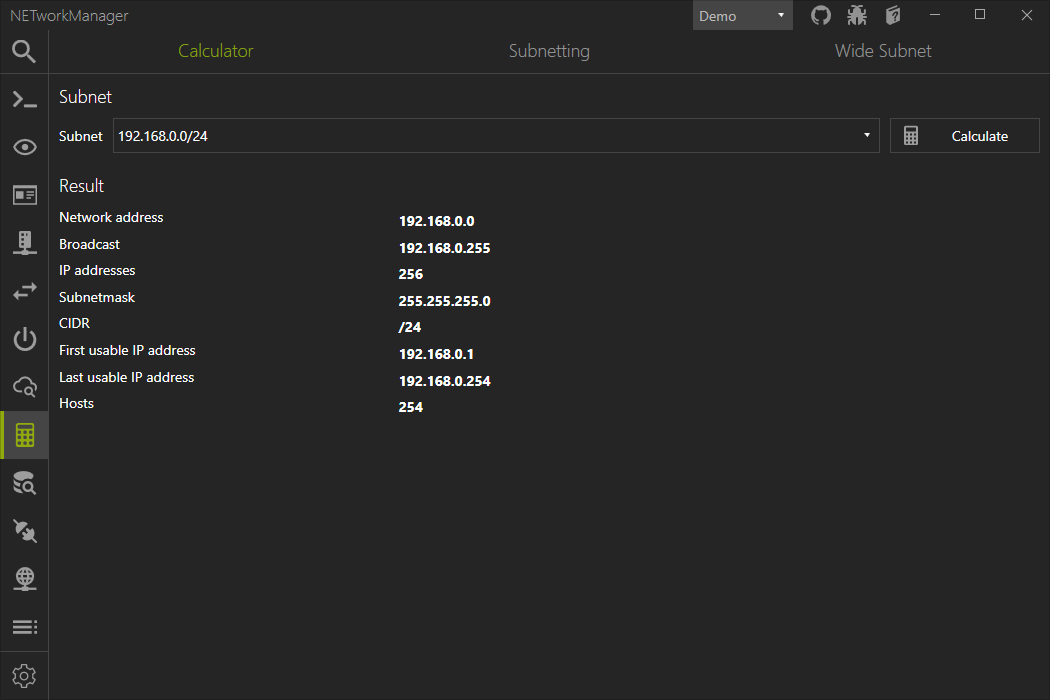 NETworkManager
Demo
Calculator Subnetting Wide Subnet
Subnet
Subnet 192.168.0.0/24 Calculate
Result
Network address 192.168.0.0
Broadcast 192.168.0.255
IP addresses 256
Subnetmask 255.255.255.0
CIDR /24
First usable IP address 192.168.0.1
Last usable IP address 192.168.0.254
Hosts 254